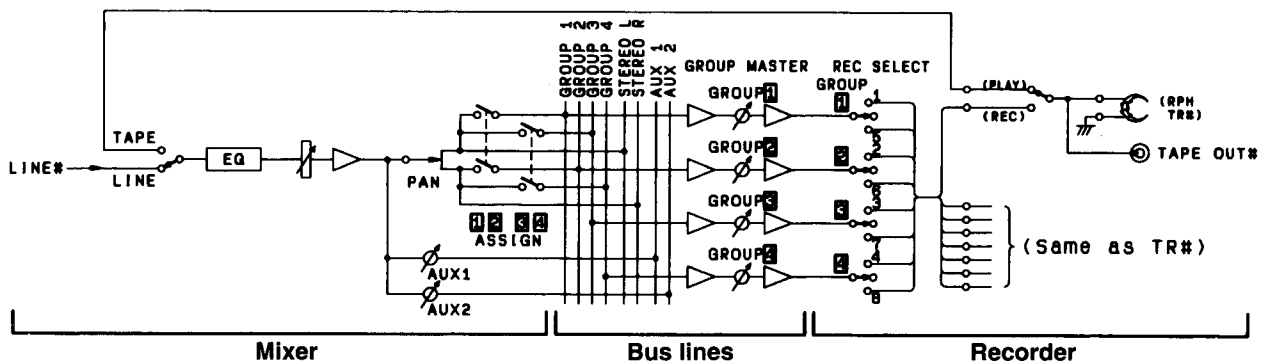 GROUP 1
GROUP 2
GROUP 3
GROUP 4
STEREO L
STEREO R
AUX 1
AUX 2
GROUP MASTER
REC SELECT
GROUP
GROUP 1
1
1
5
(PLAY)
(REC)
(RPH
TR#)
TAPE OUT#
TAPE
LINE#
LINE
EQ
PAN
1 2 3 4
ASSIGN
AUX1
AUX2
GROUP 2
2
6
GROUP 3
3
3
7
GROUP
4
8
(Same as TR#)
Mixer
Bus lines
Recorder